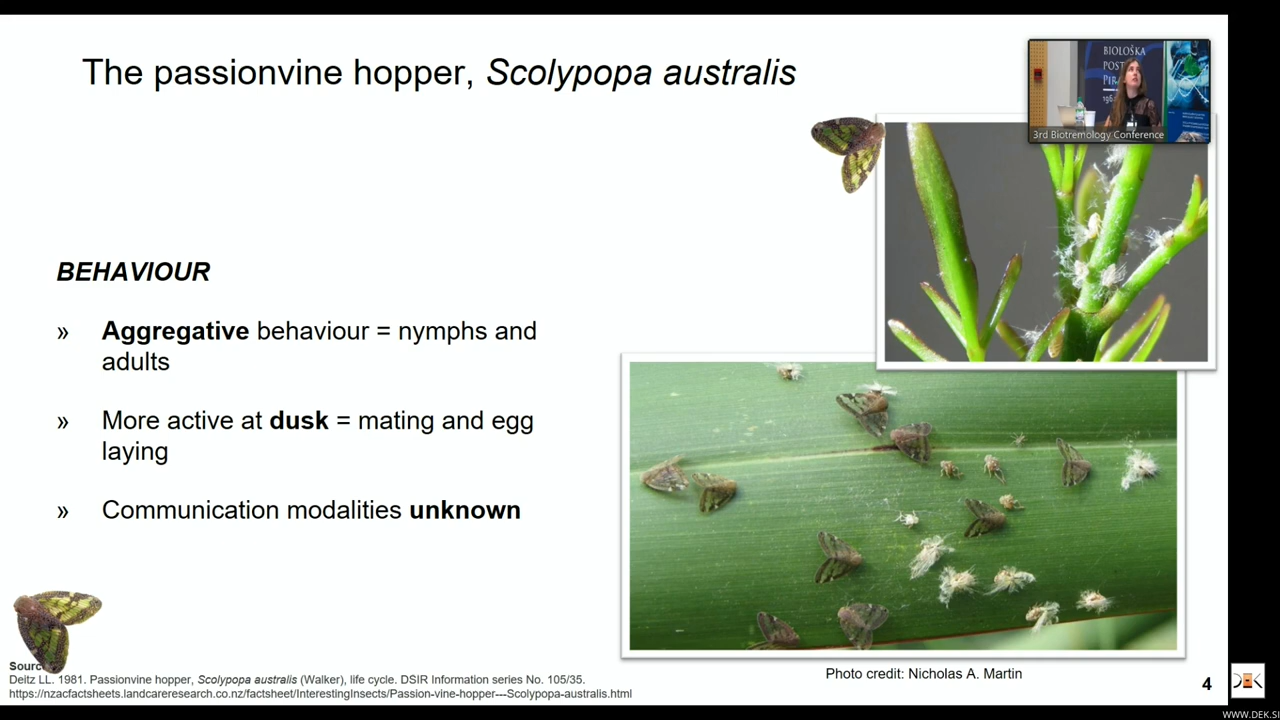 The passionvine hopper, Scolypopa australis
BIOLOŠKA
POST
PIR
196
3rd Biotremology Conference
BEHAVIOUR
» Aggregative behaviour = nymphs and
adults
» More active at dusk = mating and egg
laying
» Communication modalities unknown
Sourc
Deitz LL. 1981. Passionvine hopper, Scolypopa australis (Walker), life cycle. DSIR Information series No. 105/35.
https://nzacfactsheets.landcareresearch.co.nz/factsheet/InterestingInsects/Passion-vine-hopper---Scolypopa-australis.html
Photo credit: Nicholas A. Martin
4
WWW.DEK.SI